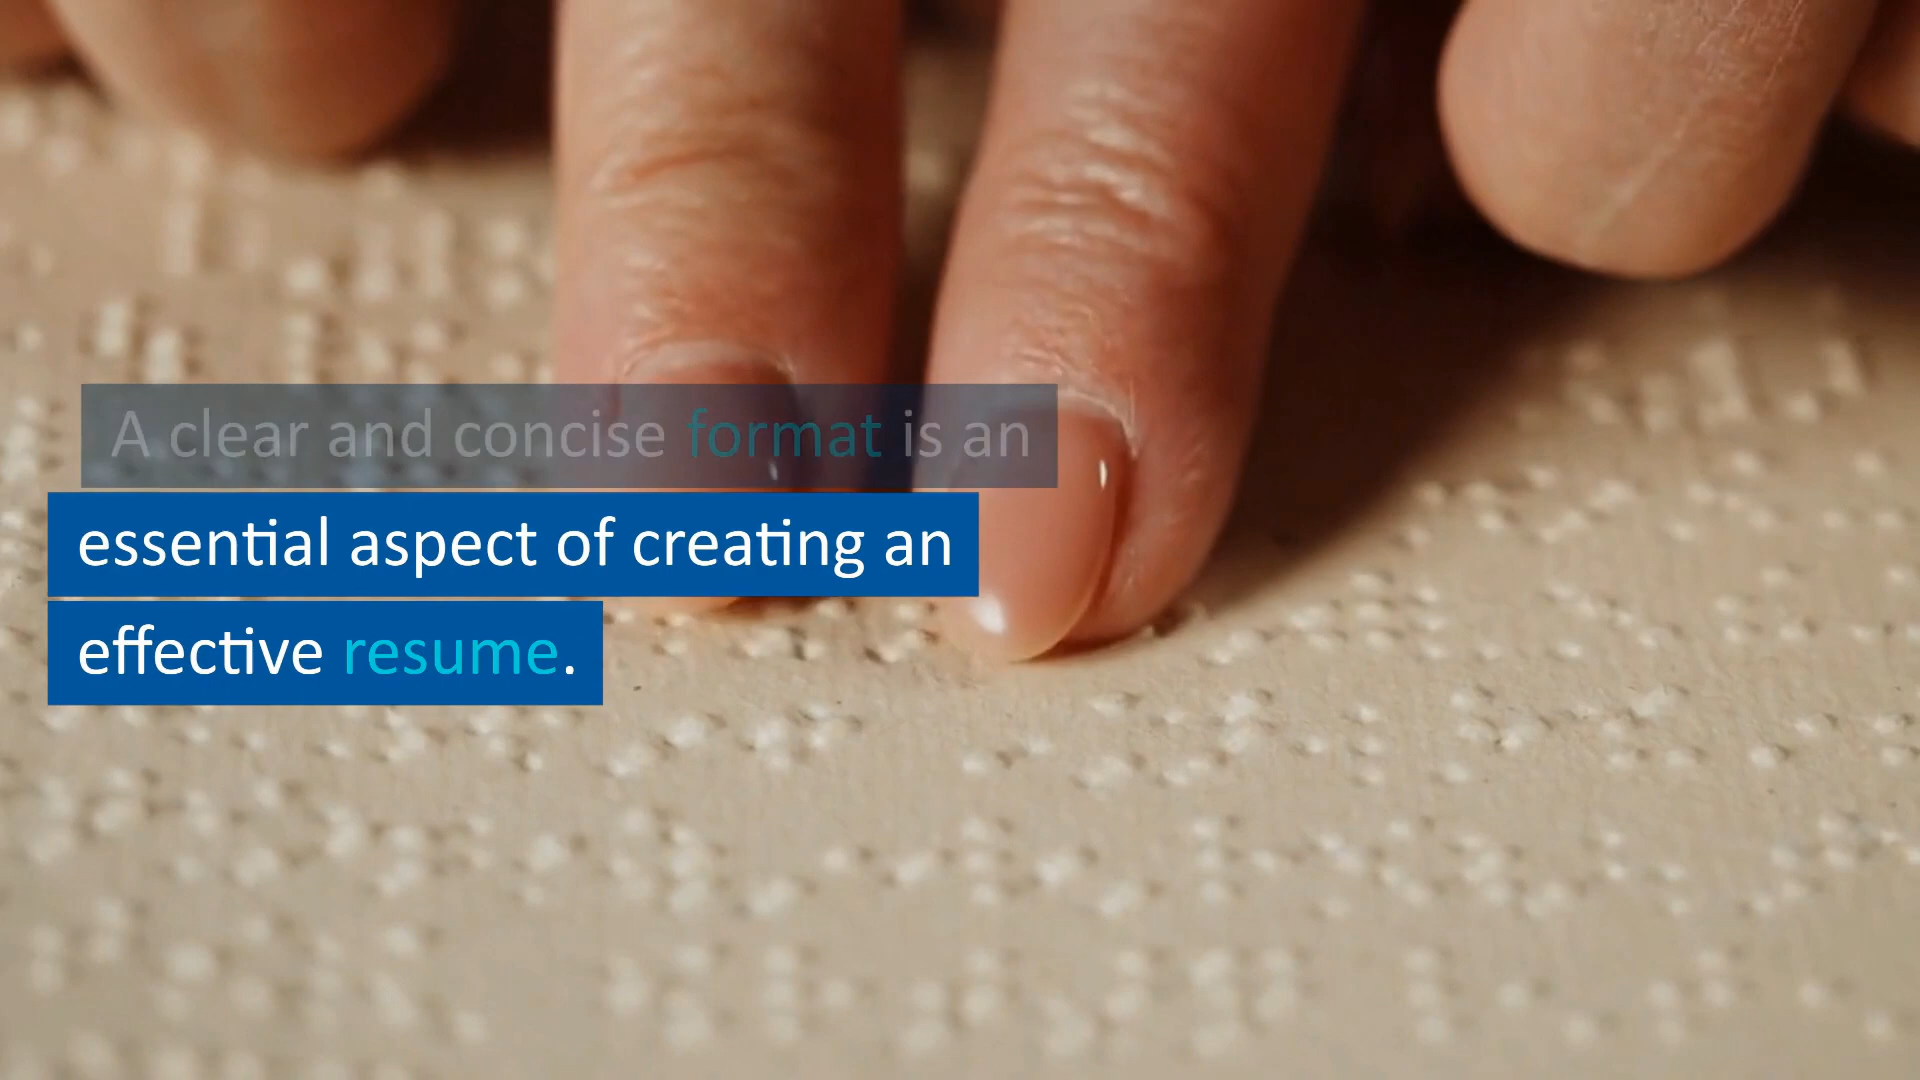 A clear and concise format is an
essential aspect of creating an
effective resume.